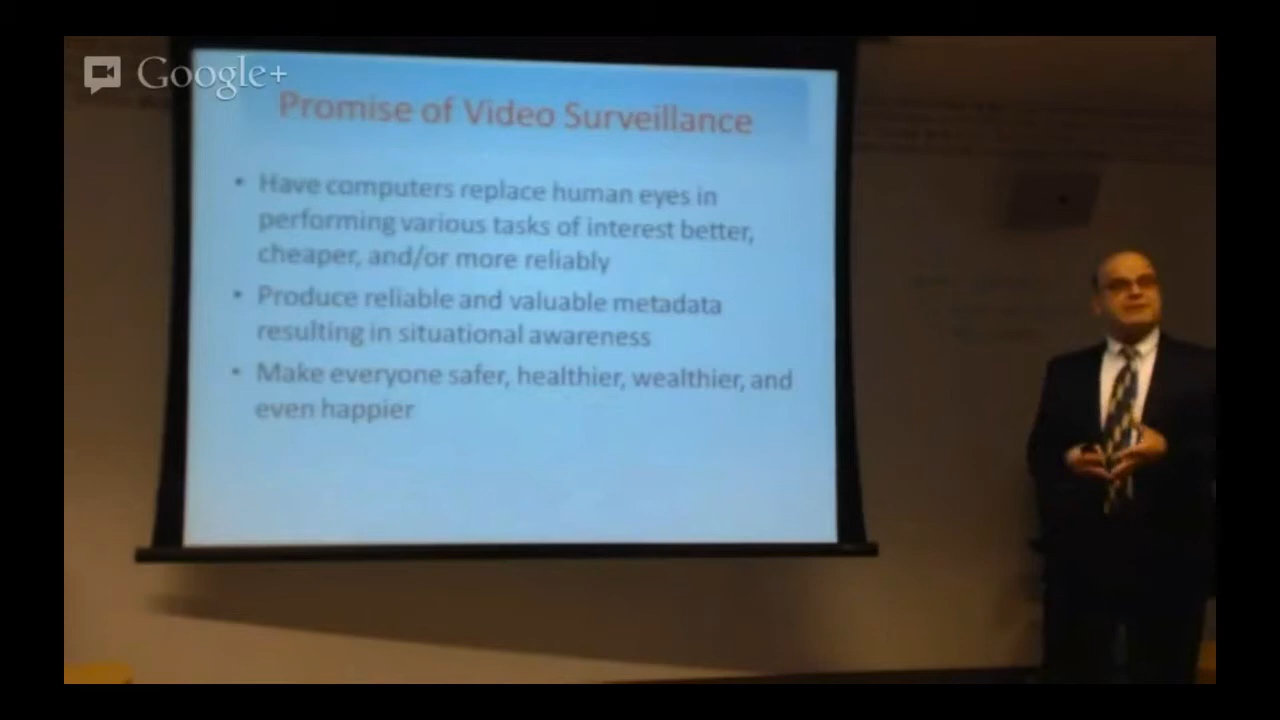 Google+
Promise of Video Surveillance
• Have computers replace human eyes in
performing various tasks of interest better,
cheaper, and/or more reliably
• Produce reliable and valuable metadata
resulting in situational awareness
• Make everyone safer, healthier, wealthier, and
even happier